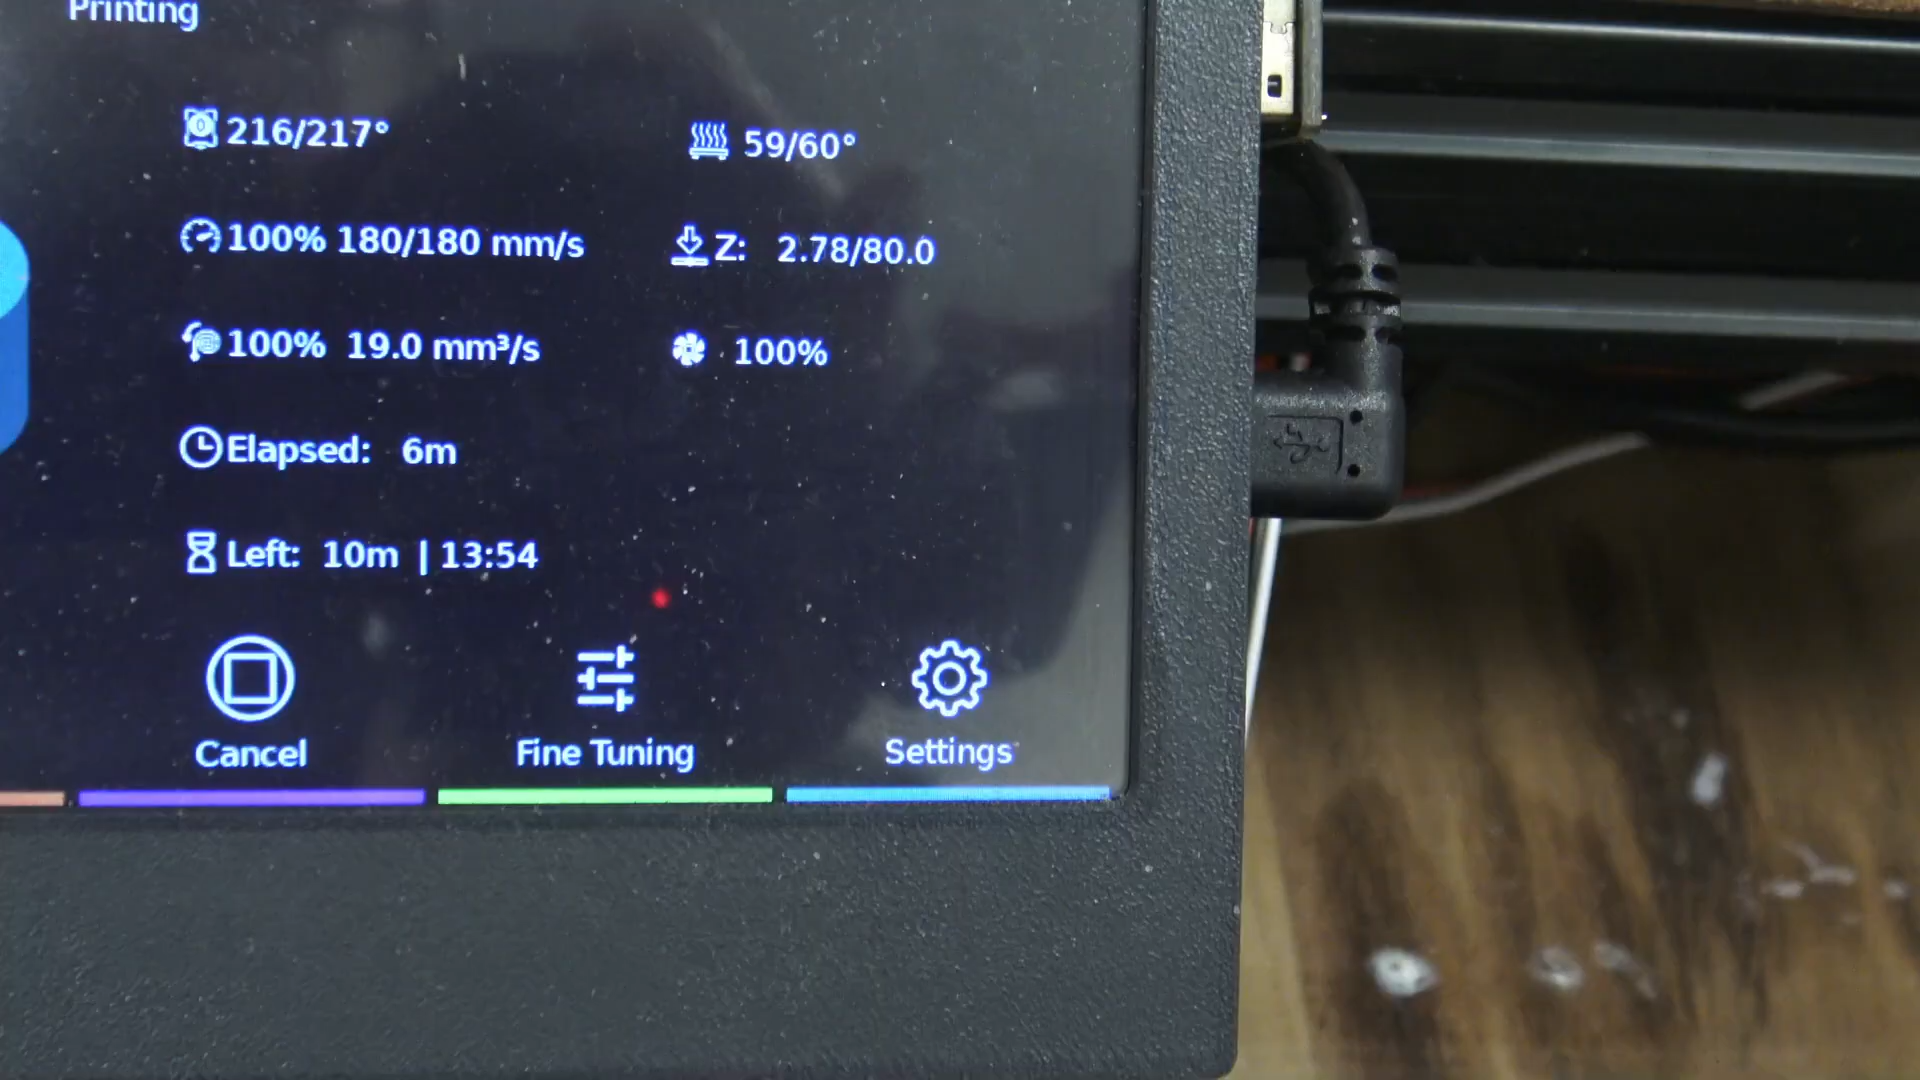 Printing
216/217° 59/60°
100% 180/180 mm/s Z: 2.78/80.0
100% 19.0 mm³/s 100%
Elapsed: 6m
Left: 10m | 13:54
Cancel Fine Tuning Settings